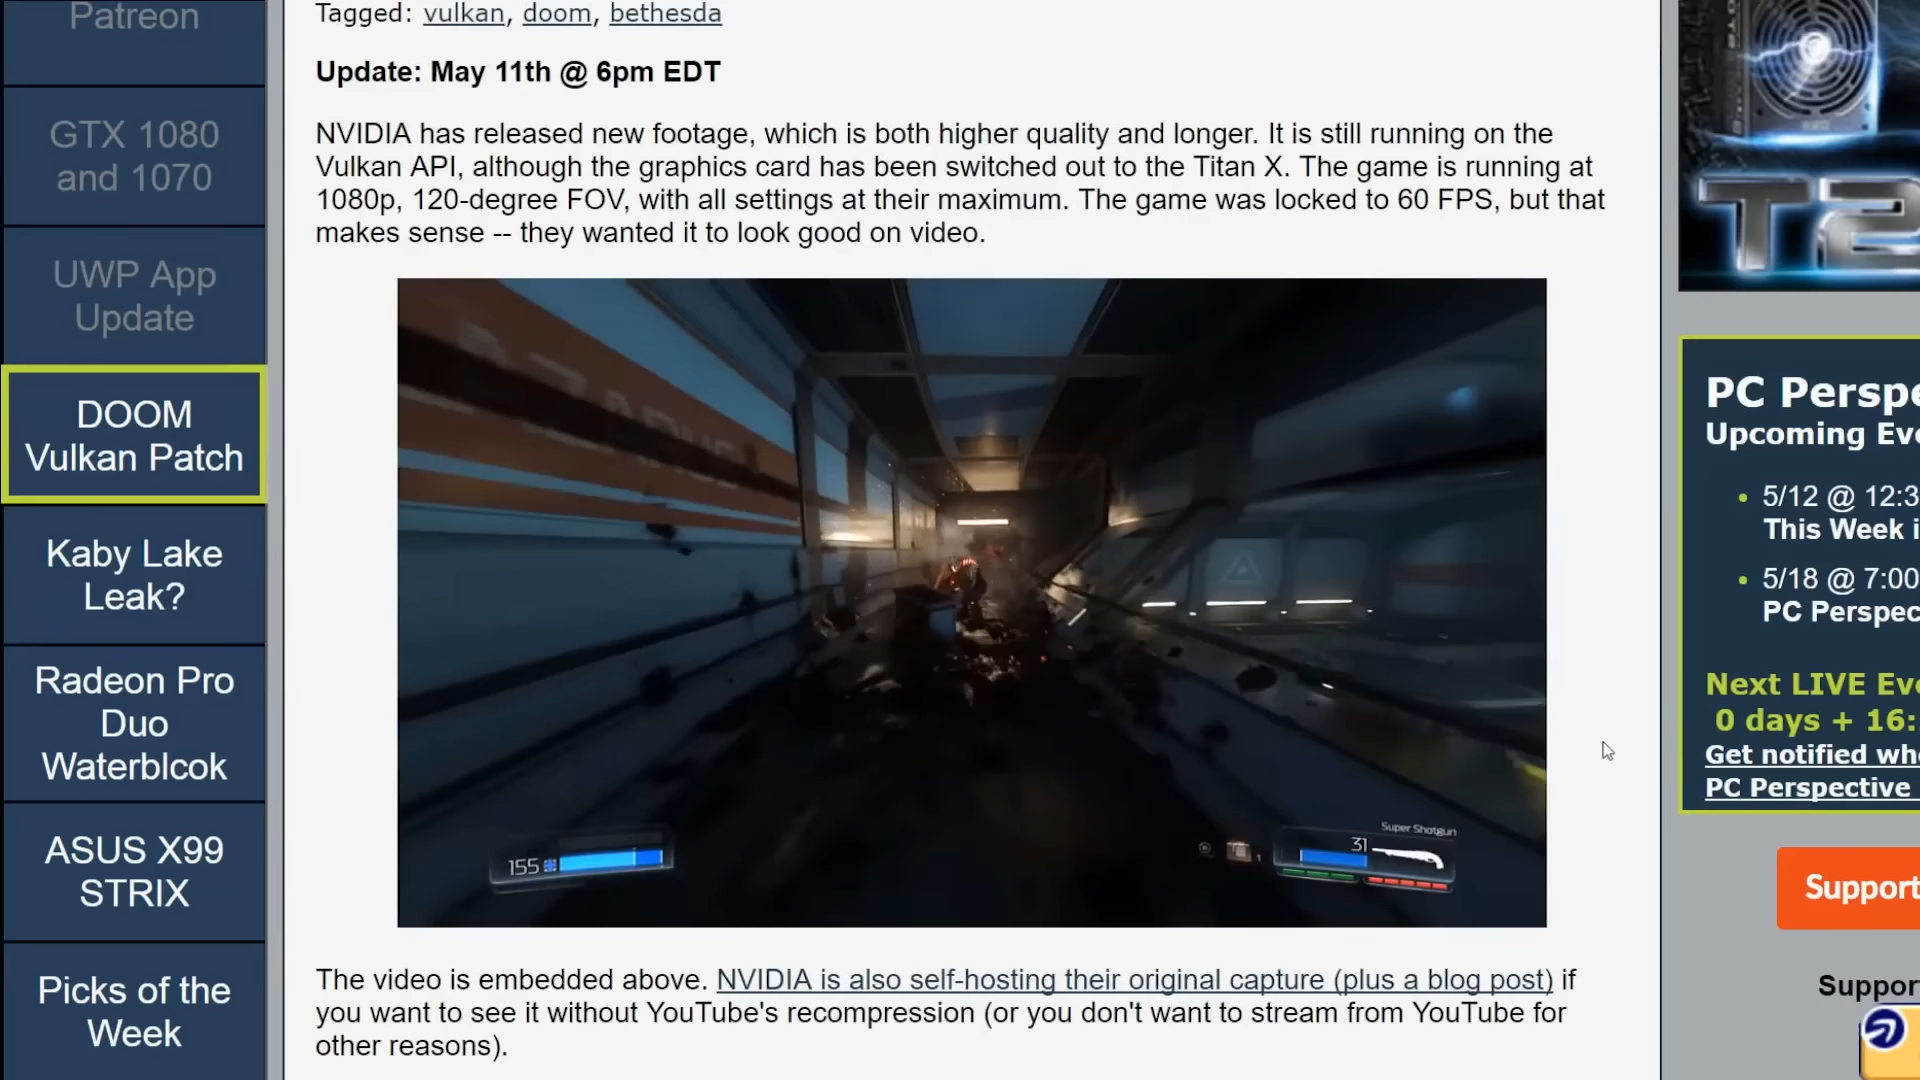 Patreon
GTX 1080
and 1070
UWP App
Update
DOOM
Vulkan Patch
Kaby Lake
Leak?
Radeon Pro
Duo
Waterblcok
ASUS X99
STRIX
Picks of the
Week
Tagged: vulkan, doom, bethesda
Update: May 11th @ 6pm EDT
NVIDIA has released new footage, which is both higher quality and longer. It is still running on the
Vulkan API, although the graphics card has been switched out to the Titan X. The game is running at
1080p, 120-degree FOV, with all settings at their maximum. The game was locked to 60 FPS, but that
makes sense -- they wanted it to look good on video.
155
Super Shotgun
31
1
The video is embedded above. NVIDIA is also self-hosting their original capture (plus a blog post) if
you want to see it without YouTube's recompression (or you don't want to stream from YouTube for
other reasons).
T2
PC Perspe
Upcoming Eve
5/12 @ 12:3
This Week i
5/18 @ 7:00
PC Perspec
Next LIVE Eve
0 days + 16:
Get notified whe
PC Perspective
Support
Suppor